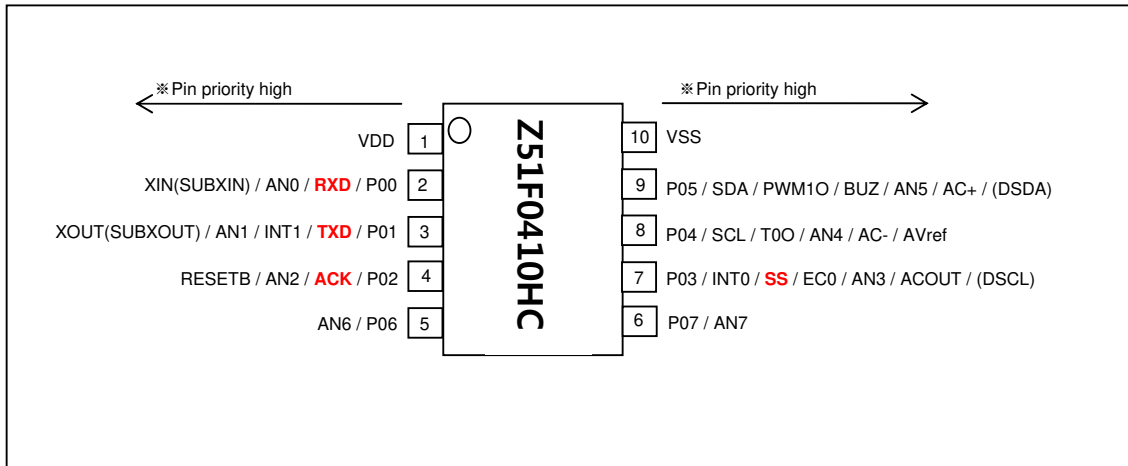 ※Pin priority high
※Pin priority high
VDD 1
10 VSS
XIN(SUBXIN) / AN0 / RXD / P00 2
9 P05 / SDA / PWM1O / BUZ / AN5 / AC+ / (DSDA)
XOUT(SUBXOUT) / AN1 / INT1 / TXD / P01 3
8 P04 / SCL / T0O / AN4 / AC- / AVref
RESETB / AN2 / ACK / P02 4
7 P03 / INT0 / SS / EC0 / AN3 / ACOUT / (DSCL)
AN6 / P06 5
6 P07 / AN7
Z51F0410HC